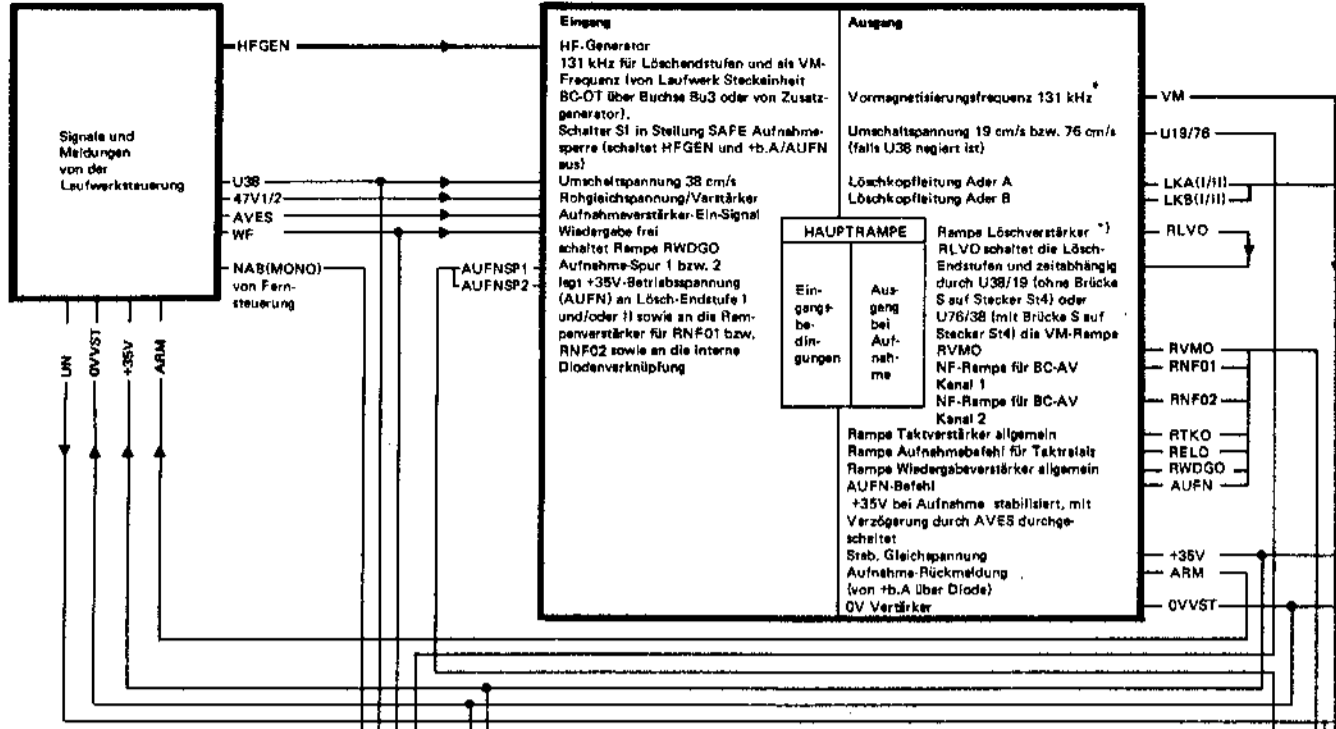 Signale und
Meldungen
von der
Laufwerksteuerung
HFGEN
U38
47V1/2
AVES
WF
NAB(MONO)
von Fern-
steuerung
UN
0VVST
+35V
ARM
AUFNSP1
AUFNSP2
Eingang
HF-Generator
131 kHz für Löschendstufen und als VM-
Frequenz (von Laufwerk Steckeinheit
BC-OT über Buchse Bu3 oder von Zusatz-
generator).
Schalter S1 in Stellung SAFE Aufnahme-
sperre (schaltet HFGEN und +b.A/AUFN
aus)
Umschaltspannung 38 cm/s
Rohgleichspannung/Verstärker
Aufnahmeverstärker-Ein-Signal
Wiedergabe frei
schaltet Rampe RWDGO
Aufnahme-Spur 1 bzw. 2
legt +35V-Betriebsspannung
(AUFN) an Lösch-Endstufe I
und/oder II sowie an die Ram-
penverstärker für RNF01 bzw.
RNF02 sowie an die interne
Diodenverknüpfung
HAUPTRAMPE
Ein-
gangs-
be-
din-
gungen
Aus-
gang
bei
Auf-
nah-
me
Ausgang
Vormagnetisierungsfrequenz 131 kHz*
Umschaltspannung 19 cm/s bzw. 76 cm/s
(falls U38 negiert ist)
Löschkopfleitung Ader A
Löschkopfleitung Ader B
Rampe Löschverstärker *)
RLVO schaltet die Lösch-
Endstufen und zeitabhängig
durch U38/19 (ohne Brücke
S auf Stecker St4) oder
U76/38 (mit Brücke S auf
Stecker St4) die VM-Rampe
RVMO
NF-Rampe für BC-AV
Kanal 1
NF-Rampe für BC-AV
Kanal 2
Rampe Taktverstärker allgemein
Rampe Aufnahmebefehl für Taktrelais
Rampe Wiedergabeverstärker allgemein
AUFN-Befehl
+35V bei Aufnahme stabilisiert, mit
Verzögerung durch AVES durchge-
schaltet
Stab. Gleichspannung
Aufnahme-Rückmeldung
(von +b.A über Diode)
0V Vertärker
VM
U19/76
LKA(I/II)
LKB(I/II)
RLVO
RVMO
RNF01
RNF02
RTKO
RELO
RWDGO
AUFN
+35V
ARM
0VVST